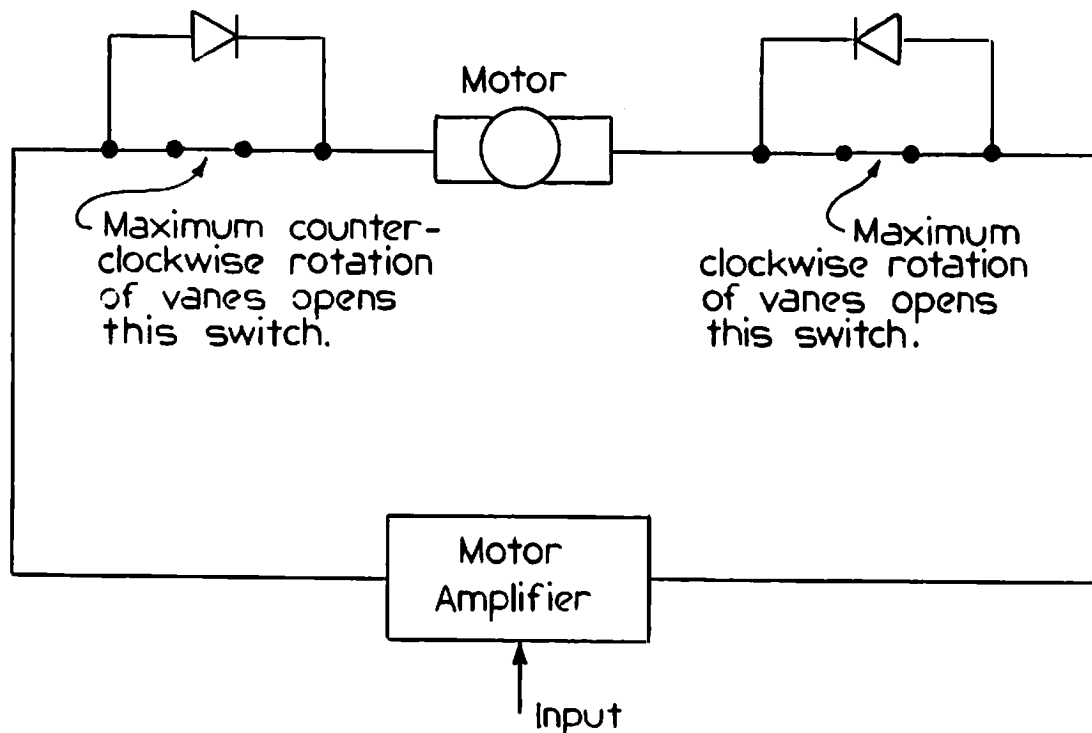 Motor
Maximum counter-
clockwise rotation
of vanes opens
this switch.
Maximum
clockwise rotation
of vanes opens
this switch.
Motor
Amplifier
Input